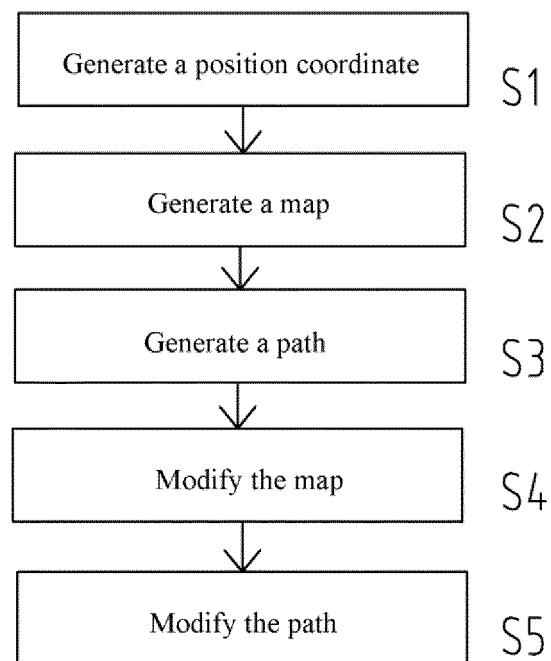 Generate a position coordinate
S1
Generate a map
S2
Generate a path
S3
Modify the map
S4
Modify the path
S5